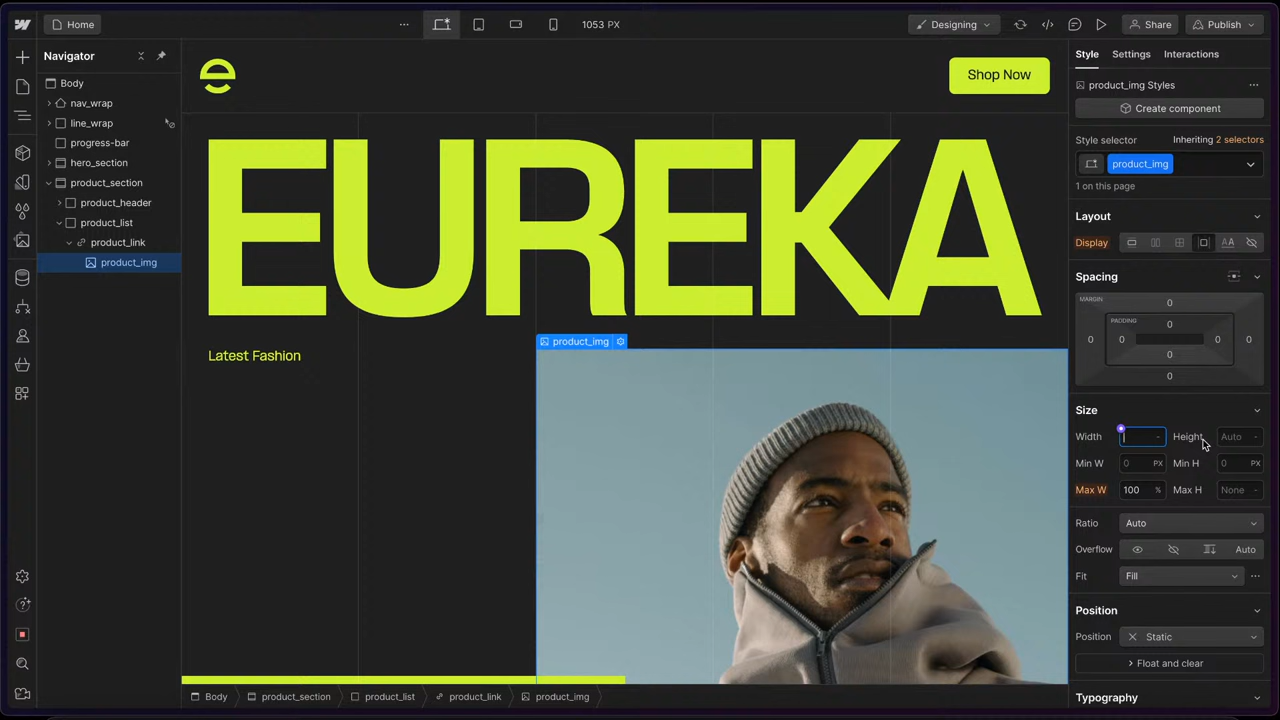 Home
1053 PX
Designing
Share
Publish
Navigator
Body
nav_wrap
line_wrap
progress-bar
hero_section
product_section
product_header
product_list
product_link
product_img
e
Shop Now
EUREKA
Latest Fashion
product_img
Body
product_section
product_list
product_link
product_img
Style Settings Interactions
product_img Styles
Create component
Style selector Inheriting 2 selectors
product_img
1 on this page
Layout
Display
Spacing
MARGIN 0
PADDING 0
0 0 0 0
0
0
Size
Width Height Auto
Min W 0 PX Min H 0 PX
Max W 100 % Max H None
Ratio Auto
Overflow Auto
Fit Fill
Position
Position Static
Float and clear
Typography